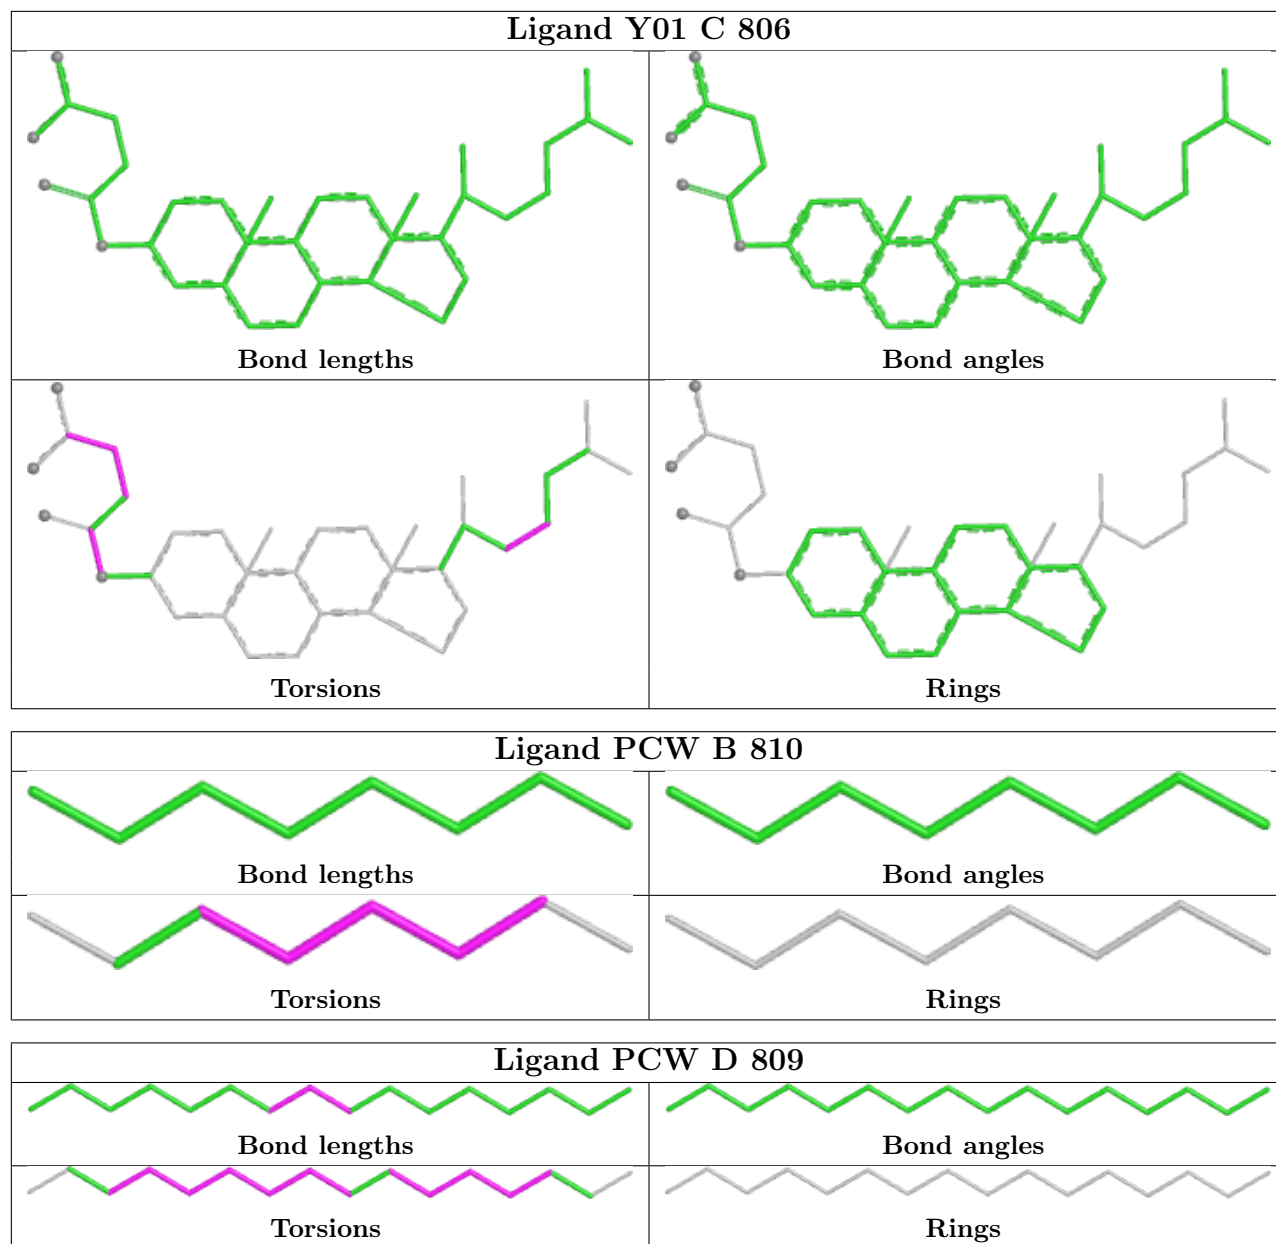 Ligand Y01 C 806
Bond lengths
Bond angles
Torsions
Rings
Ligand PCW B 810
Bond lengths
Bond angles
Torsions
Rings
Ligand PCW D 809
Bond lengths
Bond angles
Torsions
Rings